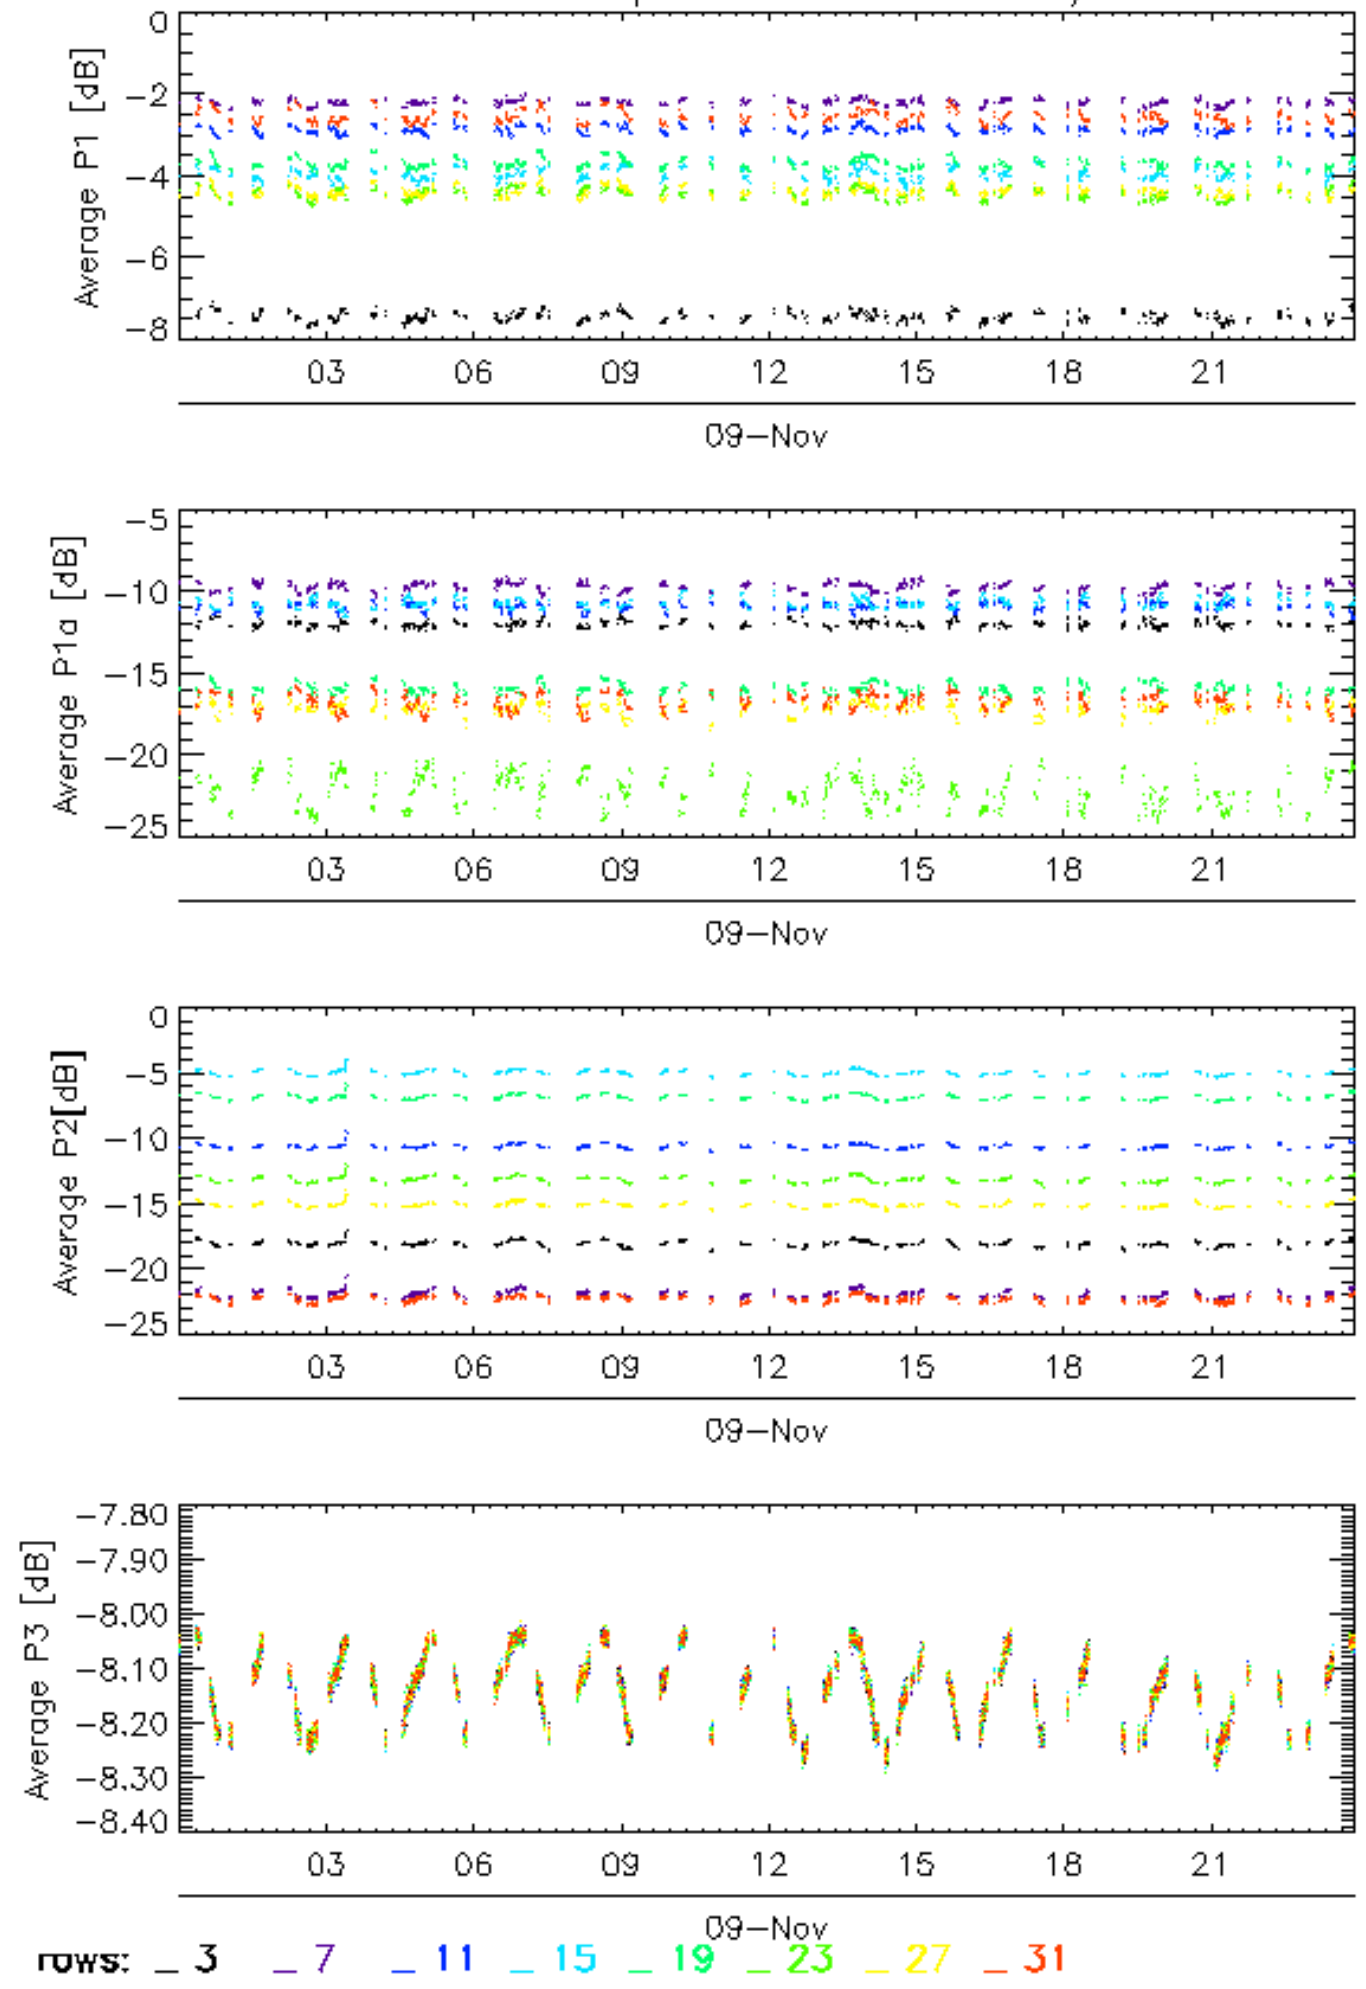 0
−2
−4
−6
−8
Average P1 [dB]
03 06 09 12 15 18 21
09−Nov
−5
−10
−15
−20
−25
Average P1a [dB]
03 06 09 12 15 18 21
09−Nov
0
−5
−10
−15
−20
−25
Average P2[dB]
03 06 09 12 15 18 21
09−Nov
−7.80
−7.90
−8.00
−8.10
−8.20
−8.30
−8.40
Average P3 [dB]
03 06 09 12 15 18 21
09−Nov
rows: _ 3 _ 7 _ 11 _ 15 _ 19 _ 23 _ 27 _ 31